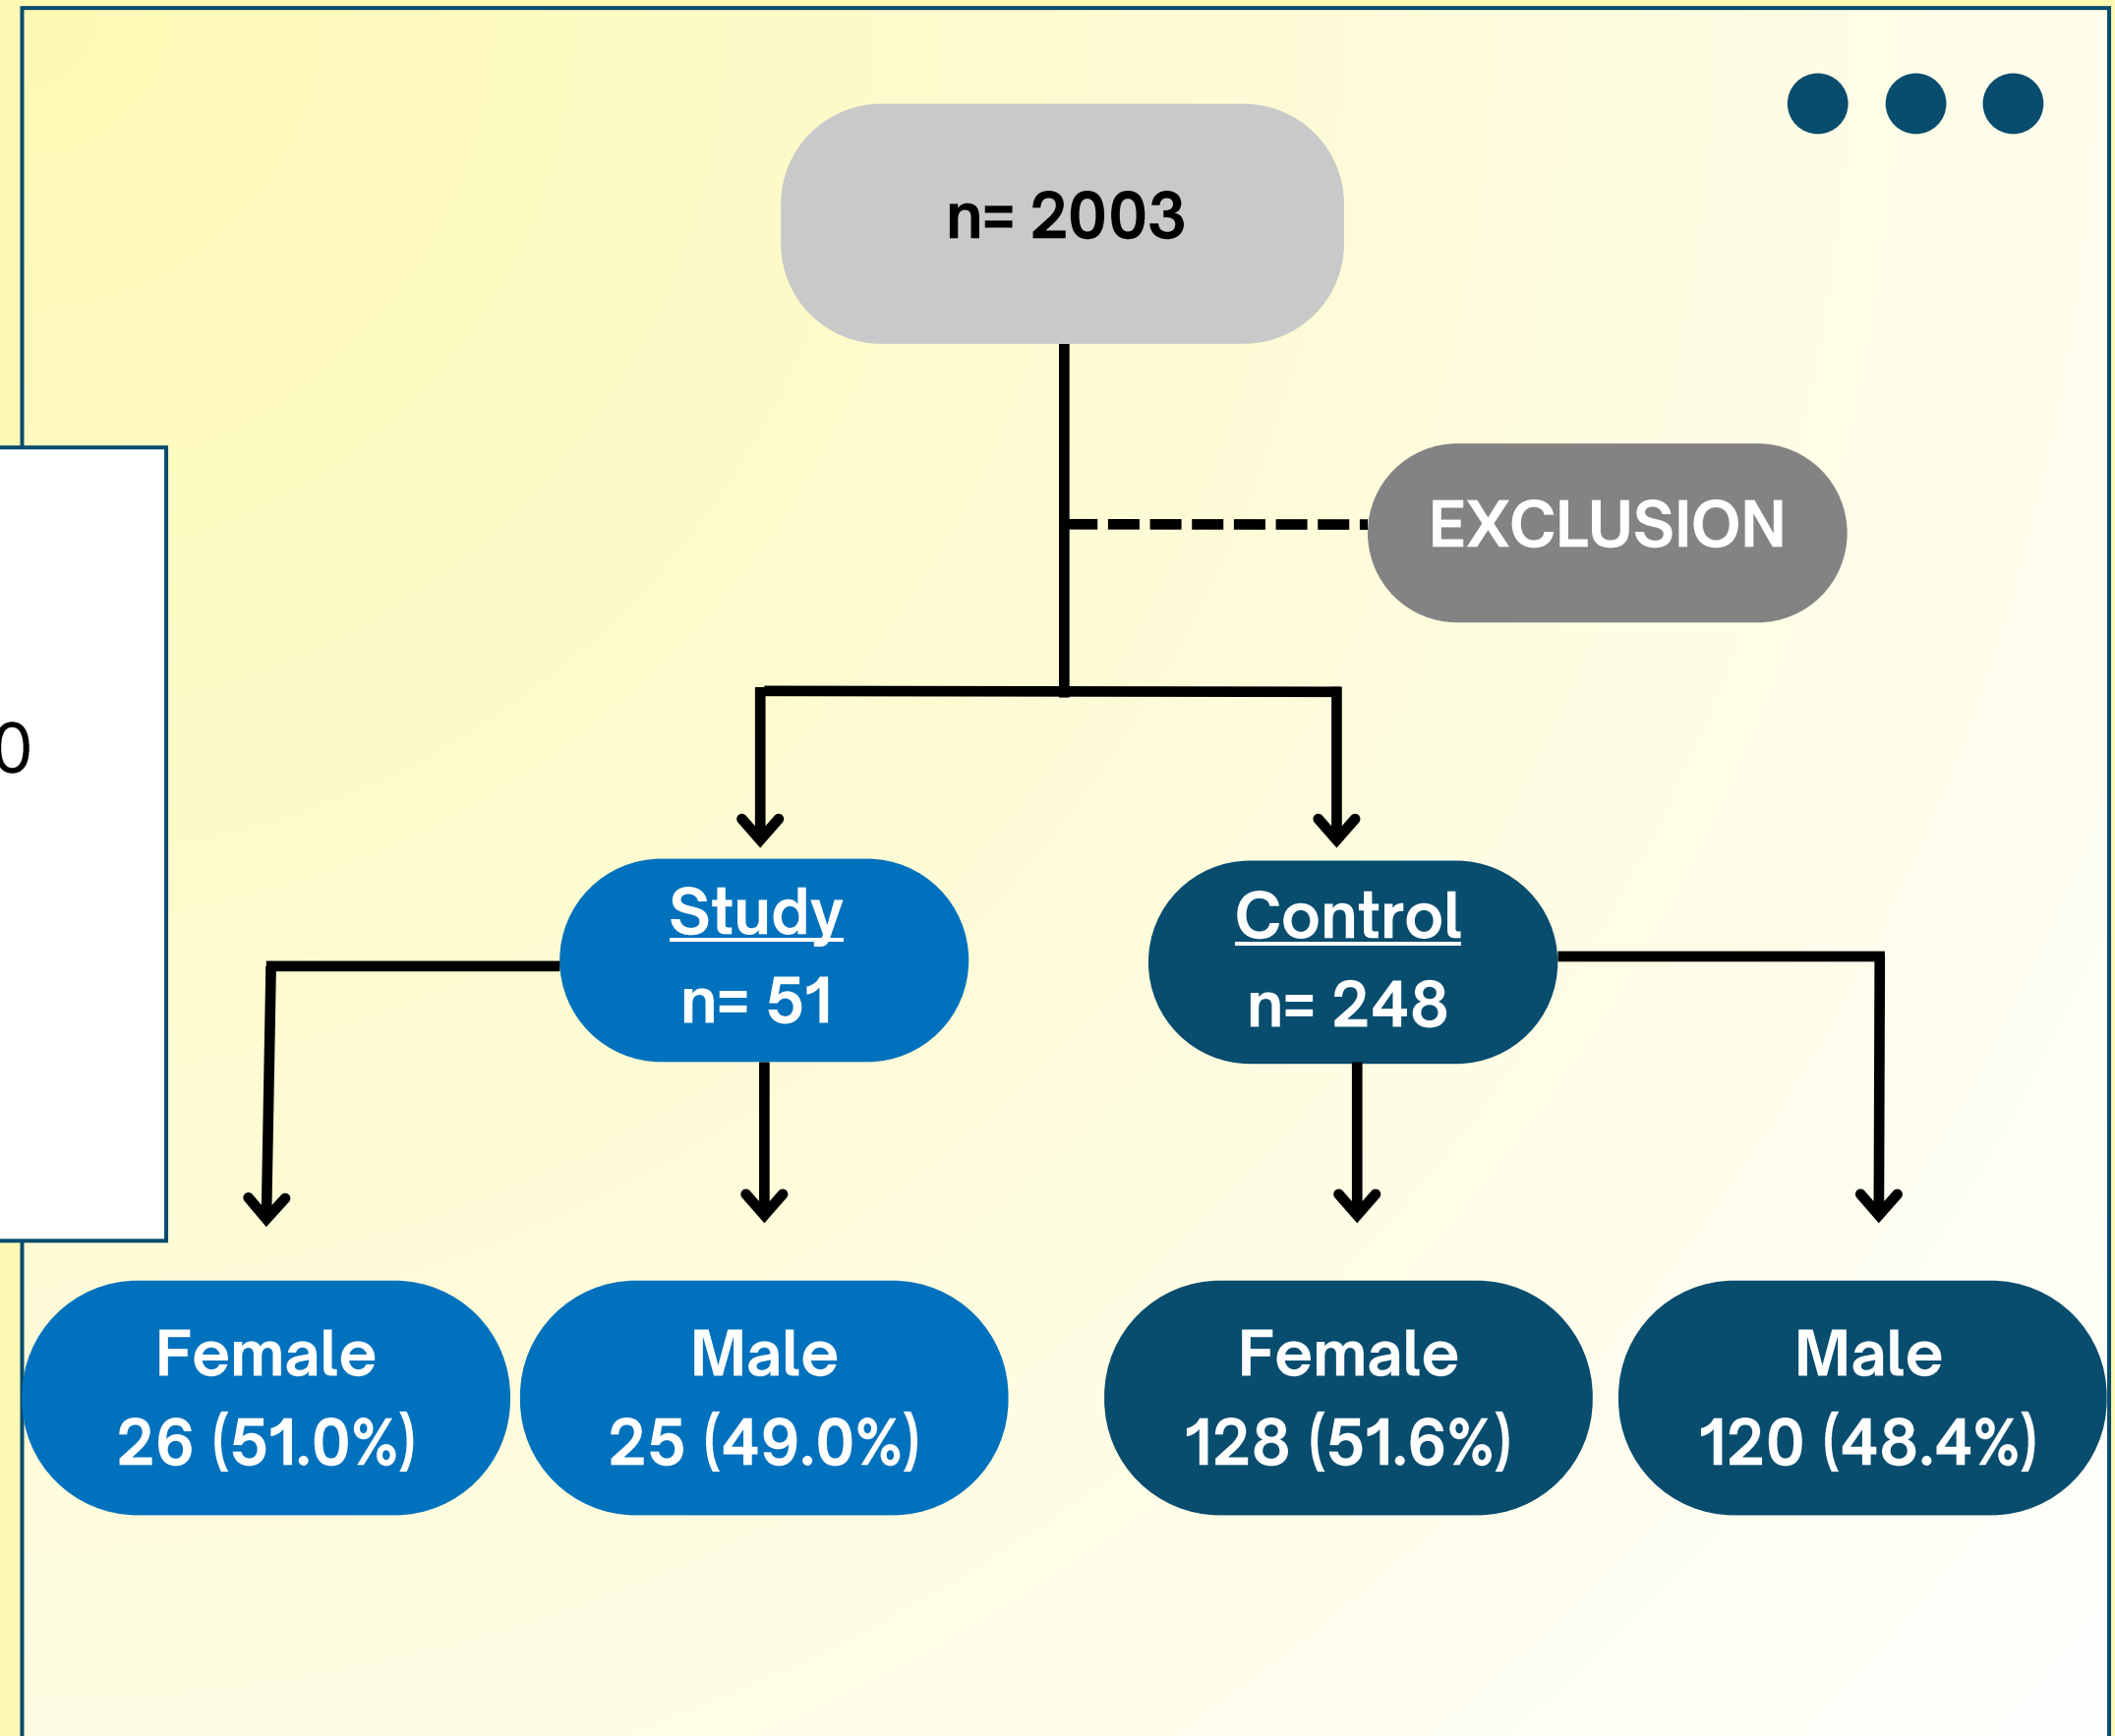 n= 2003
EXCLUSION
0
Study
n= 51
Control
n= 248
Female
26 (51.0%)
Male
25 (49.0%)
Female
128 (51.6%)
Male
120 (48.4%)